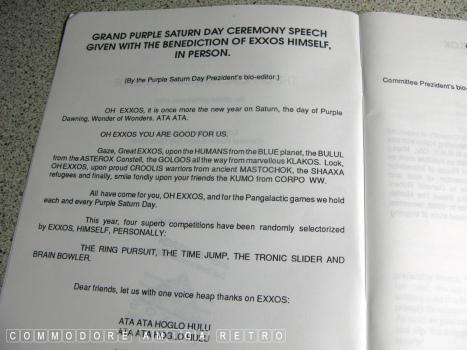 GRAND PURPLE SATURN DAY CEREMONY SPEECH
GIVEN WITH THE BENEDICTION OF EXXOS HIMSELF,
IN PERSON.
(By the Purple Saturn Day Prezident's bio-editor.)
OH EXXOS, it is once more the new year on Saturn, the day of Purple
Dawning, Wonder of Wonders. ATA ATA.
OH EXXOS YOU ARE GOOD FOR US.
Gaze, Great EXXOS, upon the HUMANS from the BLUE planet, the BULUL
from the ASTEROX Constell, the GOLGOS all the way from marvellous KLAKOS. Look,
OH EXXOS, upon proud CROOLIS warriors from ancient MASTOCHOK, the SHAAXA
refugees and finally, smile fondly upon your friends the KUMO from CORPO WW.
All have come for you, OH EXXOS, and for the Pangalactic games we hold
each and every Purple Saturn Day.
This year, four superb competitions have been randomly selectorized
by EXXOS, HIMSELF, PERSONALLY:
THE RING PURSUIT, THE TIME JUMP, THE TRONIC SLIDER AND
BRAIN BOWLER.
Dear friends, let us with one voice heap thanks on EXXOS:
ATA ATA HOGLO HULU
ATA ATA HOGLO HULU
Committee Prezident's bio-
COMMODORE AMIGA RETRO